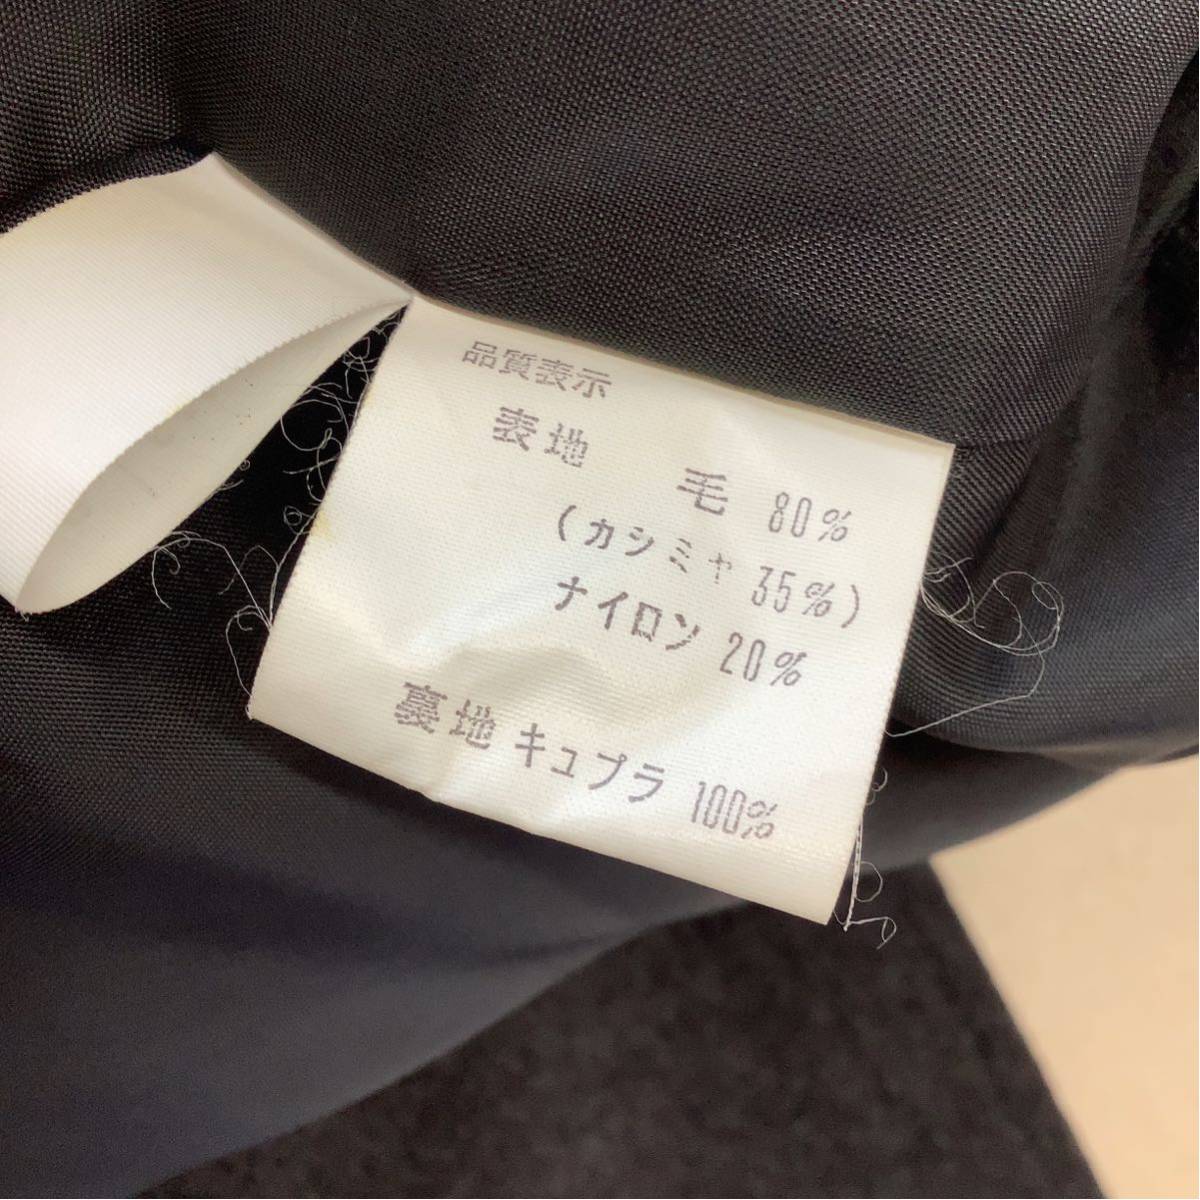 品質表示
表地
毛 80%
(カシミヤ 35%)
ナイロン 20%
裏地 キュプラ 100%